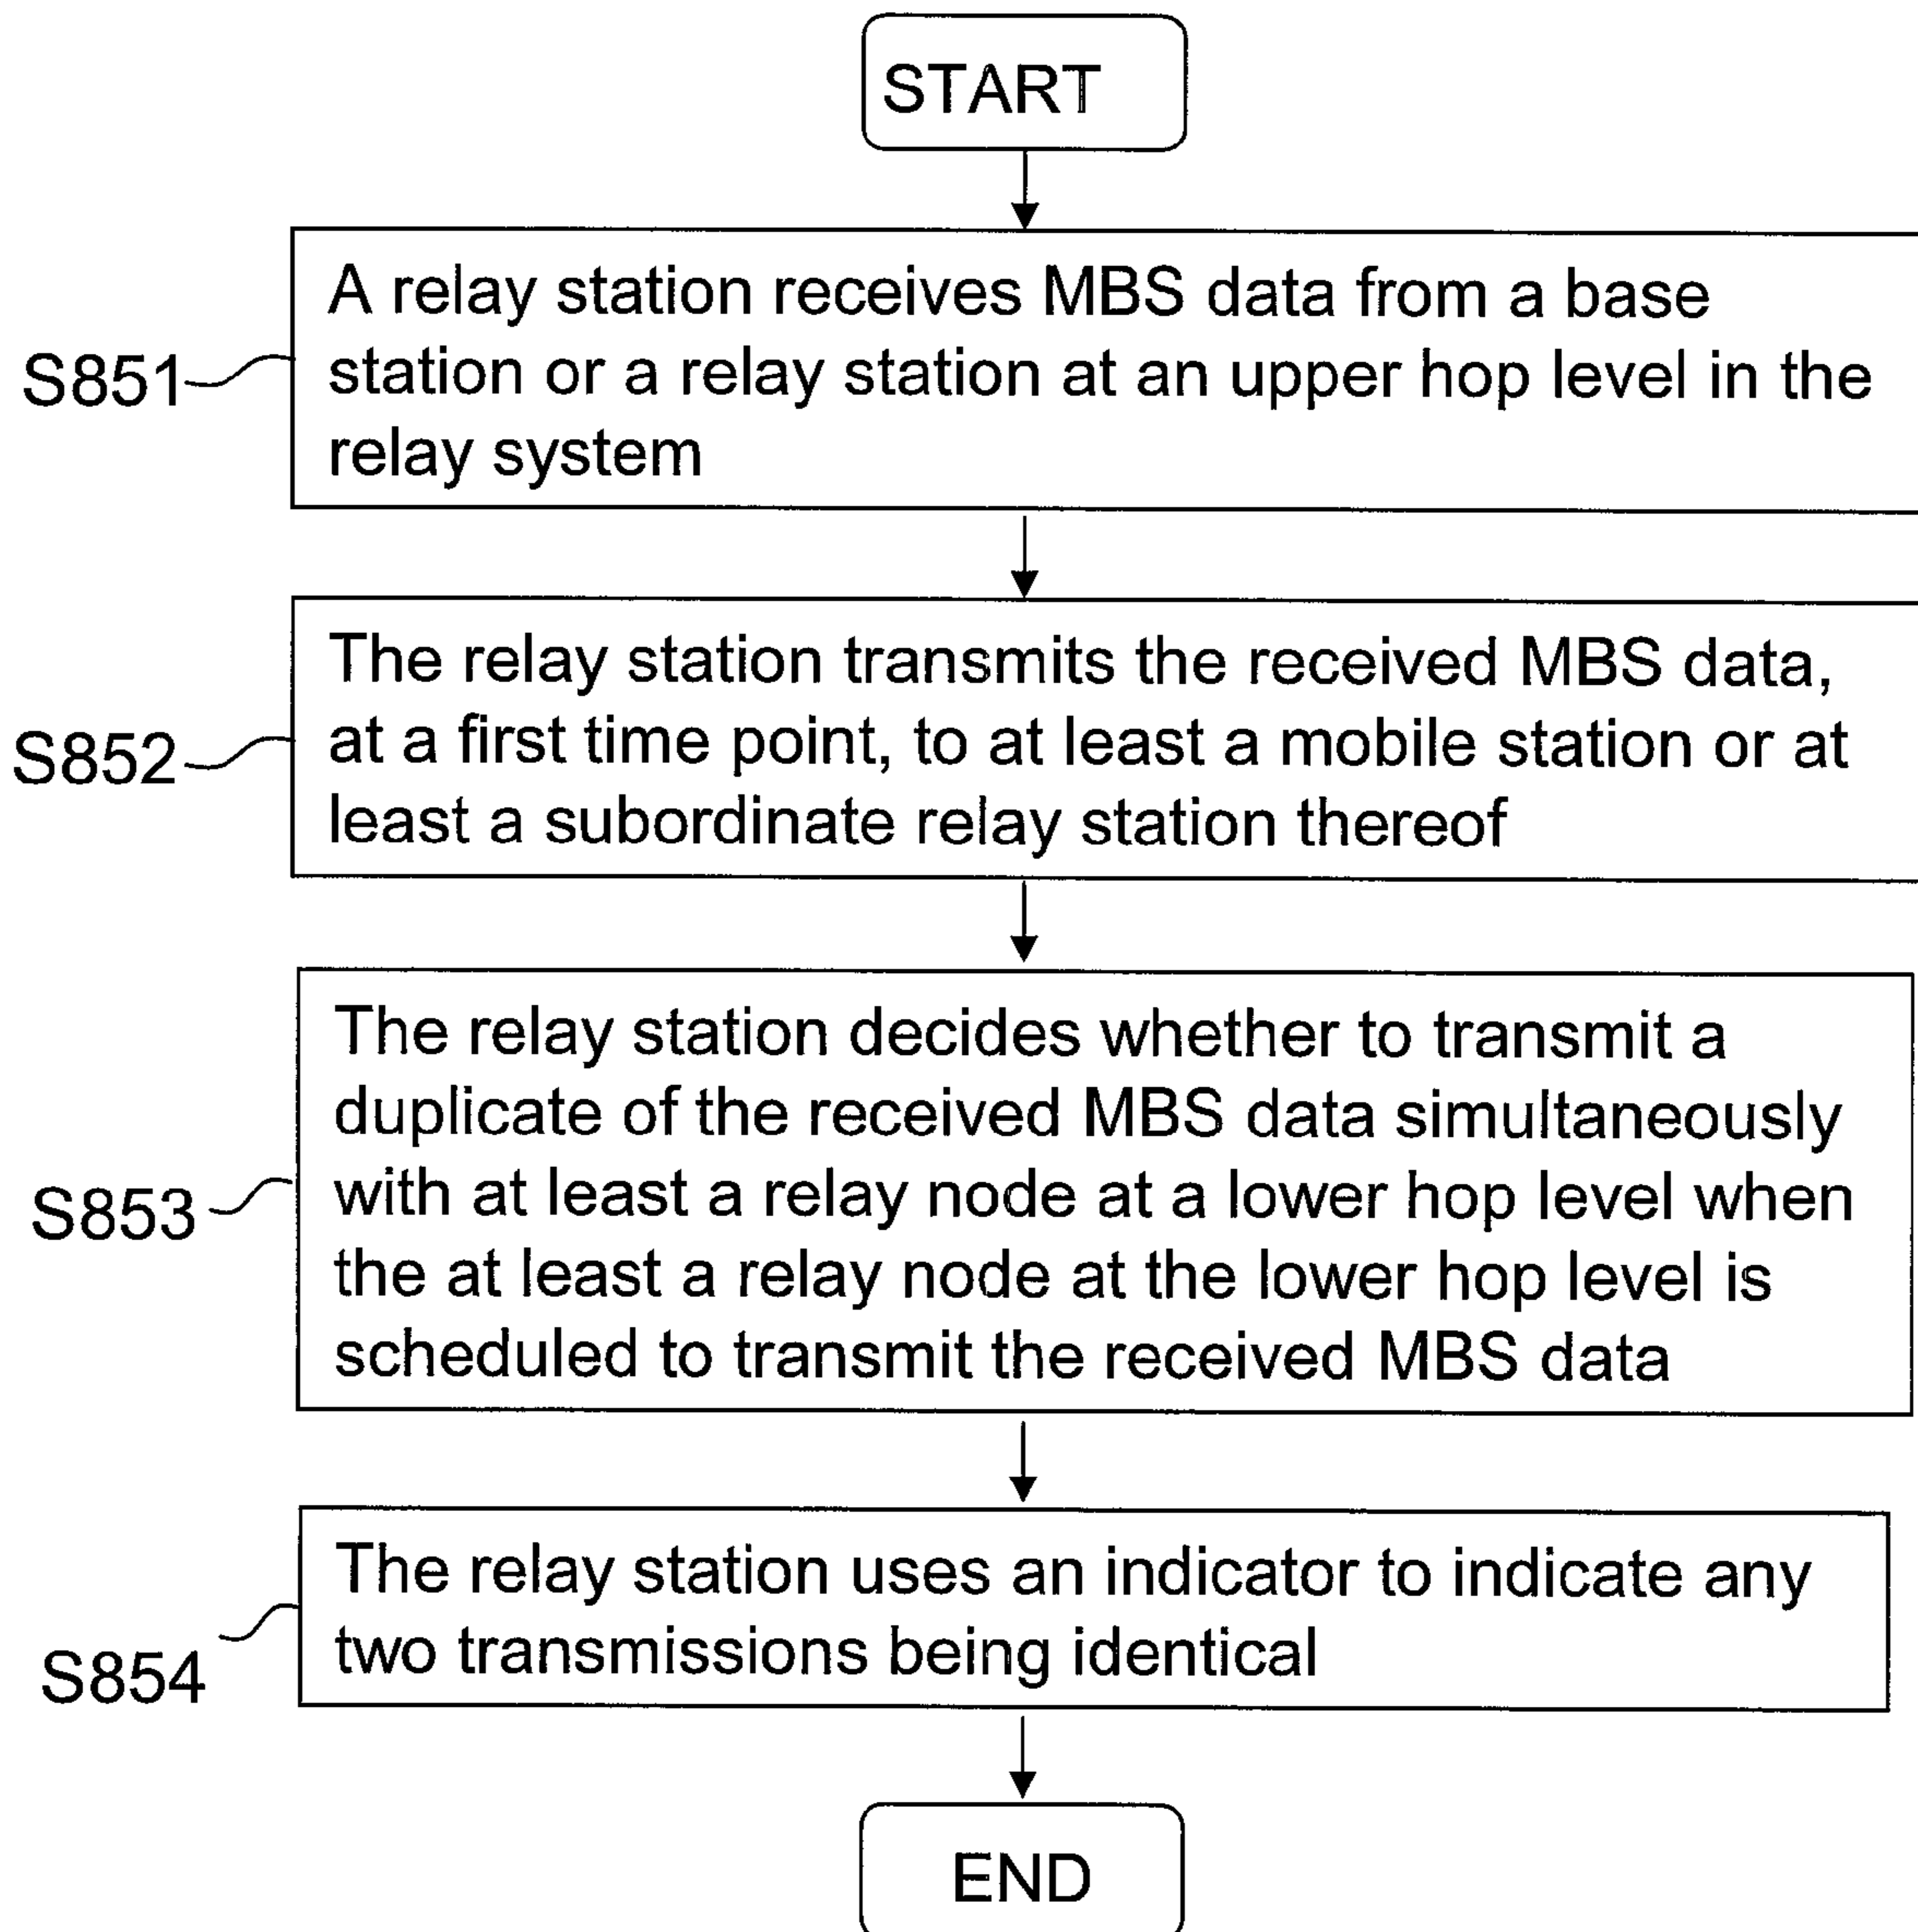 START
A relay station receives MBS data from a base
station or a relay station at an upper hop level in the
relay system
S851
The relay station transmits the received MBS data,
at a first time point, to at least a mobile station or at
least a subordinate relay station thereof
S852
The relay station decides whether to transmit a
duplicate of the received MBS data simultaneously
with at least a relay node at a lower hop level when
the at least a relay node at the lower hop level is
scheduled to transmit the received MBS data
S853
The relay station uses an indicator to indicate any
two transmissions being identical
S854
END